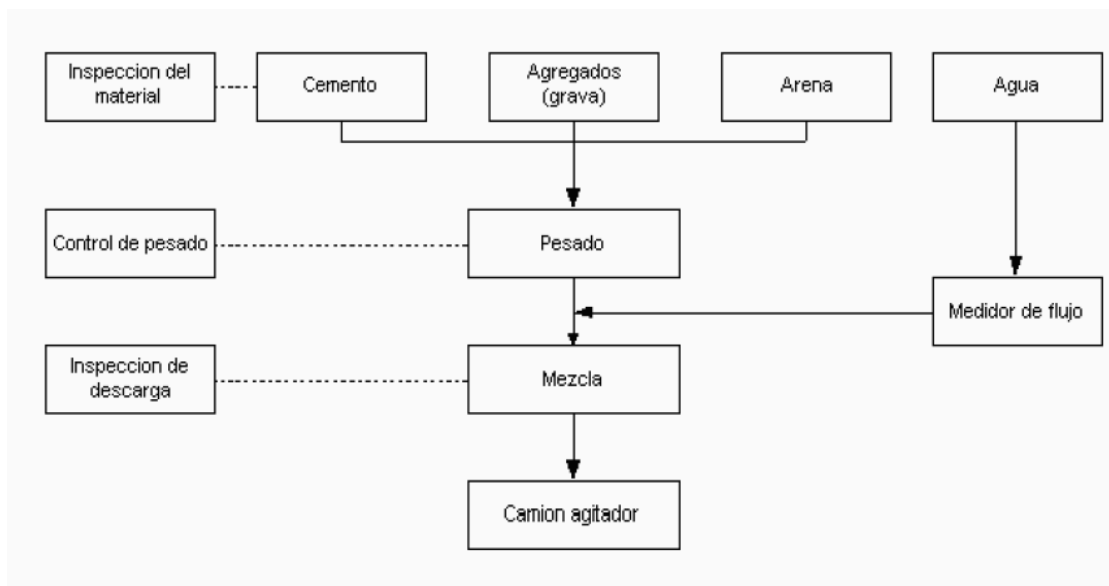 Inspeccion del
material
Cemento
Agregados
(grava)
Arena
Agua
Control de pesado
Pesado
Medidor de flujo
Inspeccion de
descarga
Mezcla
Camion agitador